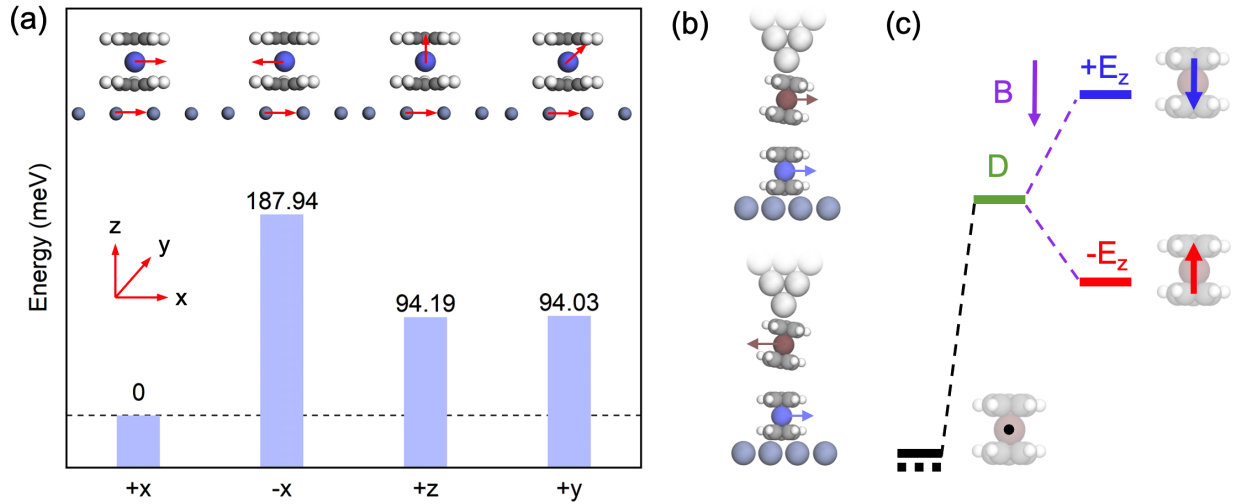 (a)
Energy (meV)
187.94
94.19
94.03
0
z
y
x
+x
-x
+z
+y
(b)
(c)
B
+E_z
D
-E_z